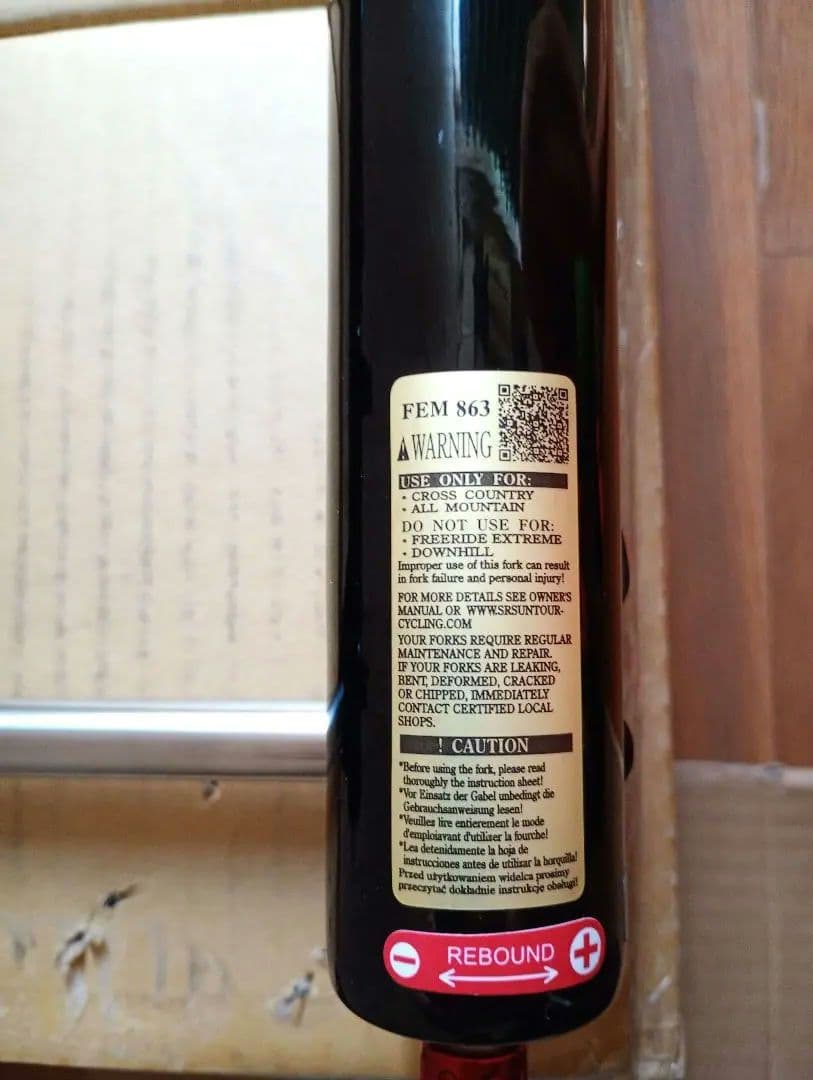 FEM 863
WARNING
USE ONLY FOR:
· CROSS COUNTRY
· ALL MOUNTAIN
DO NOT USE FOR:
· FREERIDE EXTREME
· DOWNHILL
Improper use of this fork can result
in fork failure and personal injury!
FOR MORE DETAILS SEE OWNER'S
MANUAL OR WWW.SRSUNTOUR-
CYCLING.COM
YOUR FORKS REQUIRE REGULAR
MAINTENANCE AND REPAIR.
IF YOUR FORKS ARE LEAKING,
BENT, DEFORMED, CRACKED
OR CHIPPED, IMMEDIATELY
CONTACT CERTIFIED LOCAL
SHOPS.
! CAUTION
*Before using the fork, please read
thoroughly the instruction sheet!
*Vor Einsatz der Gabel unbedingt die
Gebrauchsanweisung lesen!
*Veuillez lire entierement le mode
d'emploiavant d'utilizer la fourche!
*Lea detenidamente la hoja de
instrucciones antes de utilizar la horquilla!
Przed użytkowaniem widelca prosimy
przeczytać dokładnie instrukcje obsługi!
− REBOUND +